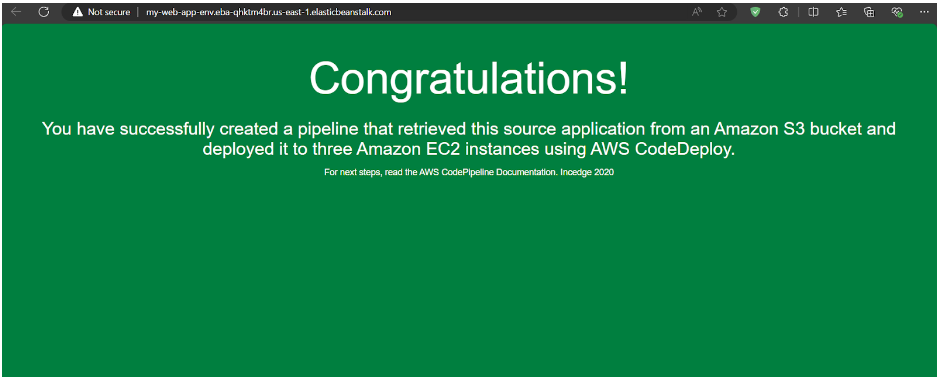 Not secure | my-web-app-env.eba-qhktm4br.us-east-1.elasticbeanstalk.com
Congratulations!
You have successfully created a pipeline that retrieved this source application from an Amazon S3 bucket and
deployed it to three Amazon EC2 instances using AWS CodeDeploy.
For next steps, read the AWS CodePipeline Documentation. Incedge 2020